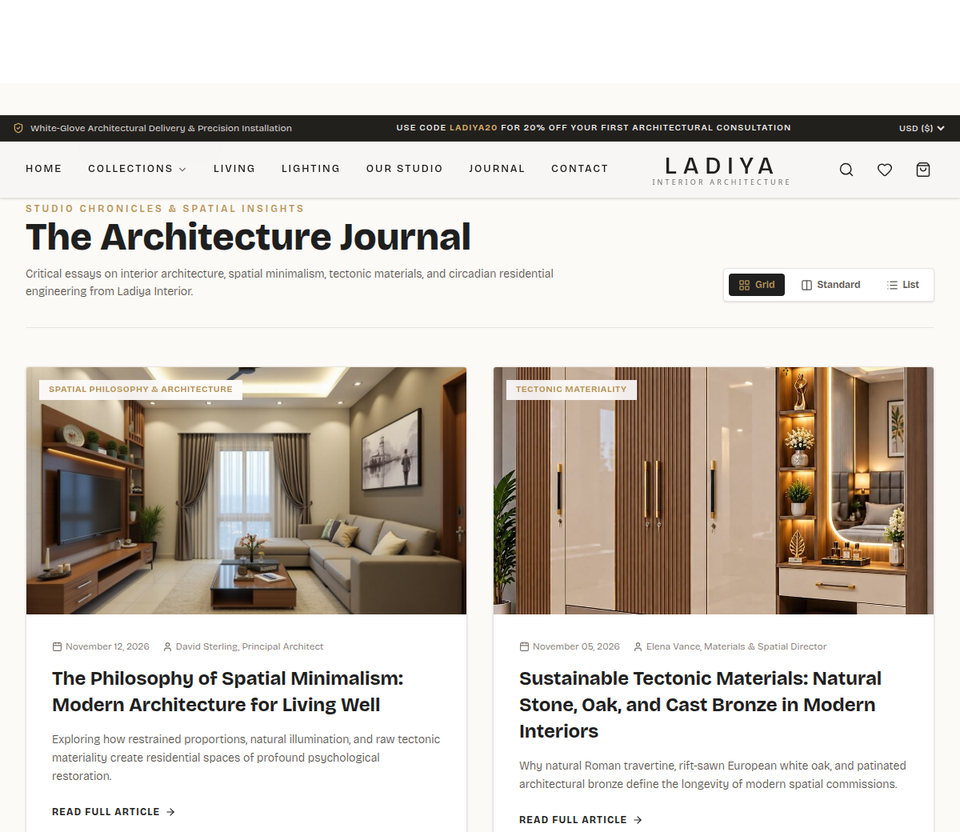 White-Glove Architectural Delivery & Precision Installation
USE CODE LADIYA20 FOR 20% OFF YOUR FIRST ARCHITECTURAL CONSULTATION
USD ($)
HOME COLLECTIONS LIVING LIGHTING OUR STUDIO JOURNAL CONTACT
LADIYA
INTERIOR ARCHITECTURE
STUDIO CHRONICLES & SPATIAL INSIGHTS
The Architecture Journal
Critical essays on interior architecture, spatial minimalism, tectonic materials, and circadian residential
engineering from Ladiya Interior.
Grid Standard List
SPATIAL PHILOSOPHY & ARCHITECTURE
November 12, 2026 David Sterling, Principal Architect
The Philosophy of Spatial Minimalism:
Modern Architecture for Living Well
Exploring how restrained proportions, natural illumination, and raw tectonic
materiality create residential spaces of profound psychological
restoration.
READ FULL ARTICLE
TECTONIC MATERIALITY
November 05, 2026 Elena Vance, Materials & Spatial Director
Sustainable Tectonic Materials: Natural
Stone, Oak, and Cast Bronze in Modern
Interiors
Why natural Roman travertine, rift-sawn European white oak, and patinated
architectural bronze define the longevity of modern spatial commissions.
READ FULL ARTICLE